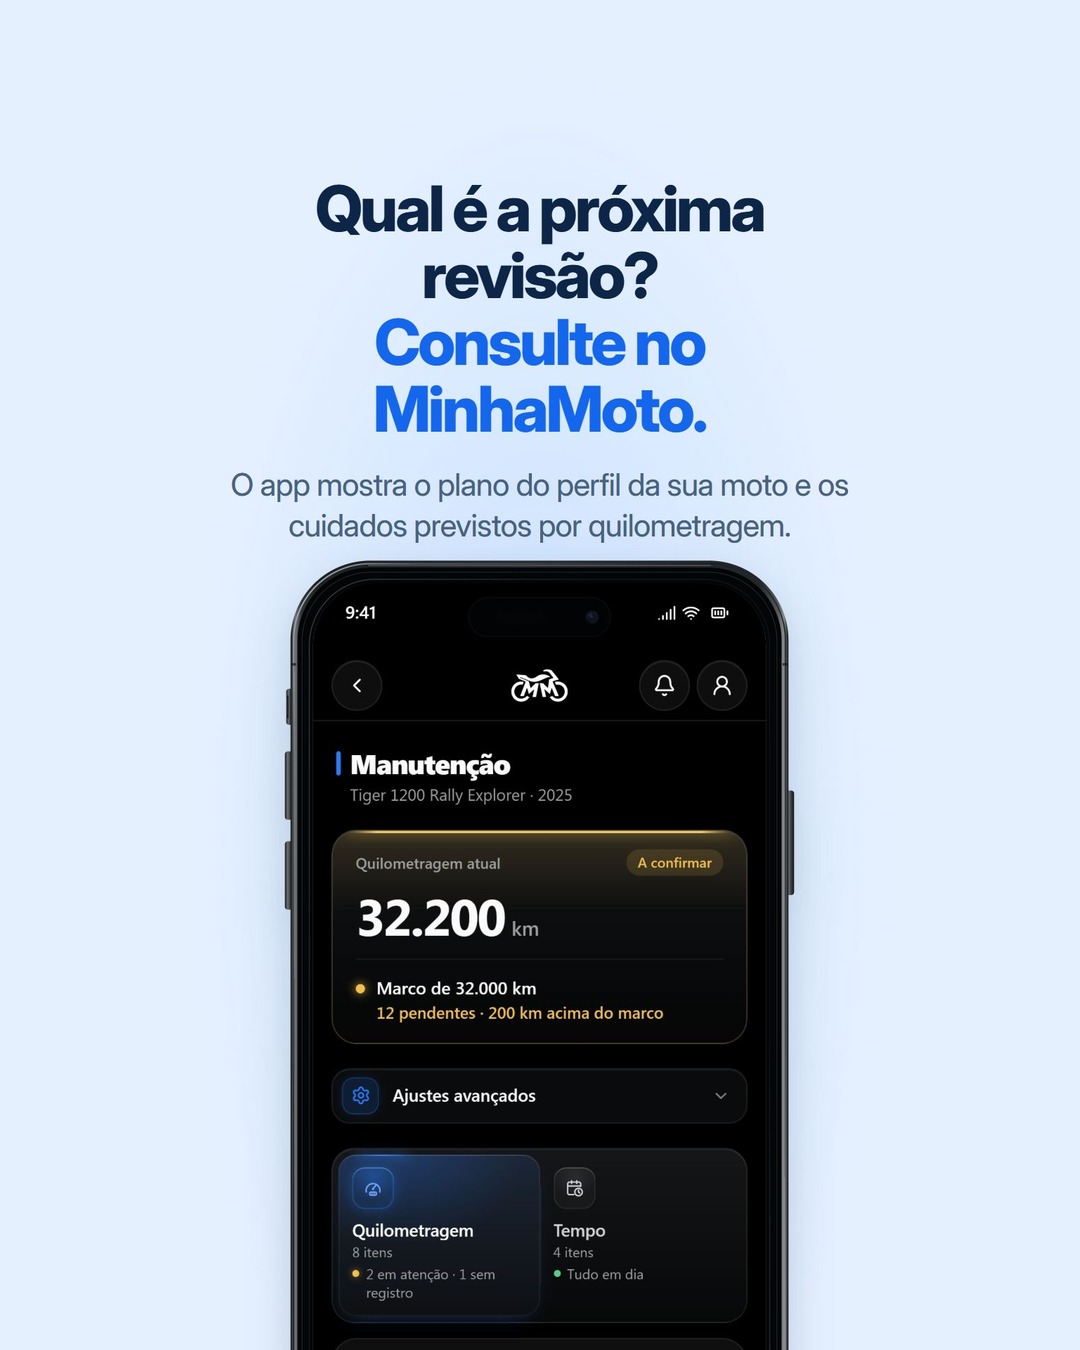 Qual é a próxima
revisão?
Consulte no
MinhaMoto.
O app mostra o plano do perfil da sua moto e os
cuidados previstos por quilometragem.
9:41
MM
Manutenção
Tiger 1200 Rally Explorer · 2025
Quilometragem atual
A confirmar
32.200 km
Marco de 32.000 km
12 pendentes · 200 km acima do marco
Ajustes avançados
Quilometragem
8 itens
2 em atenção · 1 sem
registro
Tempo
4 itens
Tudo em dia